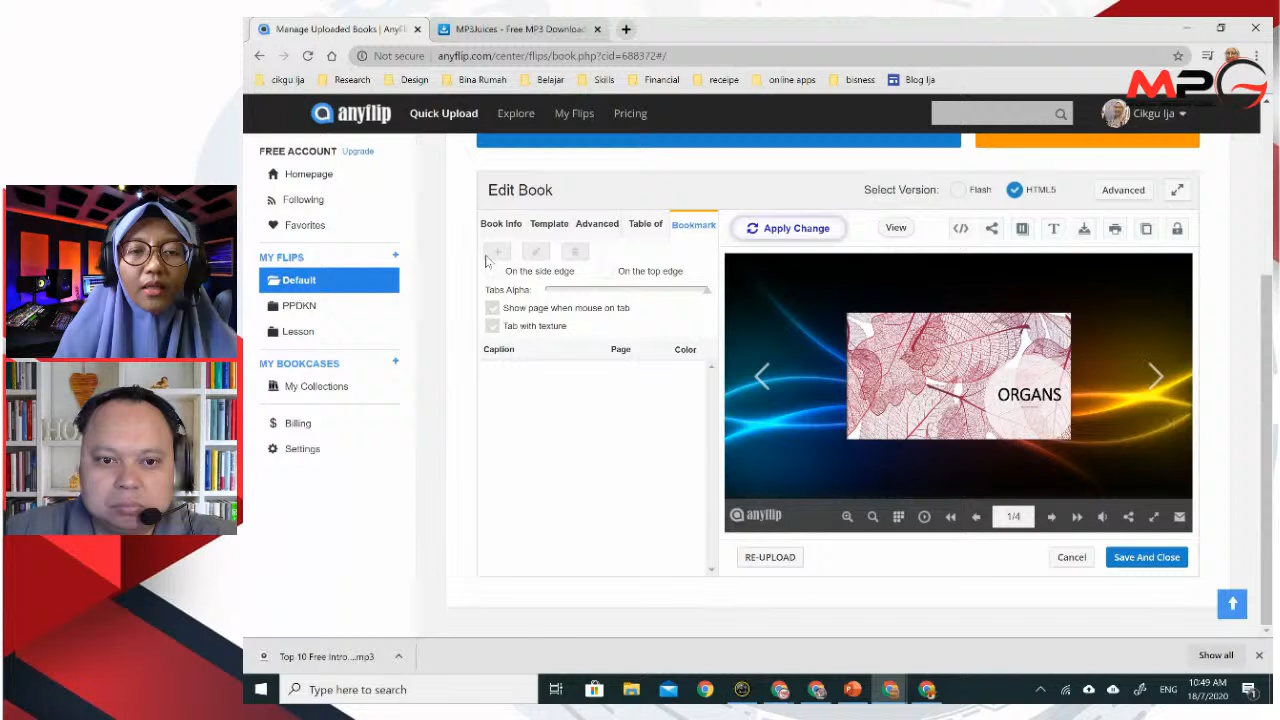 Manage Uploaded Books | AnyFl
MP3Juices - Free MP3 Download
Not secure
anyflip.com/center/flips/book.php?cid=688372#/
cikgu Ija
Research
Design
Bina Rumah
Belajar
Skills
Financial
receipe
online apps
bisness
Blog Ija
MPG
anyflip
Quick Upload
Explore
My Flips
Pricing
Cikgu Ija
FREE ACCOUNT Upgrade
Homepage
Following
Favorites
MY FLIPS
Default
PPDKN
Lesson
MY BOOKCASES
My Collections
Billing
Settings
Edit Book
Select Version:
Flash
HTML5
Advanced
Book Info
Template
Advanced
Table of
Bookmark
Apply Change
View
On the side edge
On the top edge
Tabs Alpha:
Show page when mouse on tab
Tab with texture
Caption
Page
Color
ORGANS
anyflip
1/4
RE-UPLOAD
Cancel
Save And Close
Top 10 Free Intro....mp3
Show all
Type here to search
ENG
10:49 AM
18/7/2020